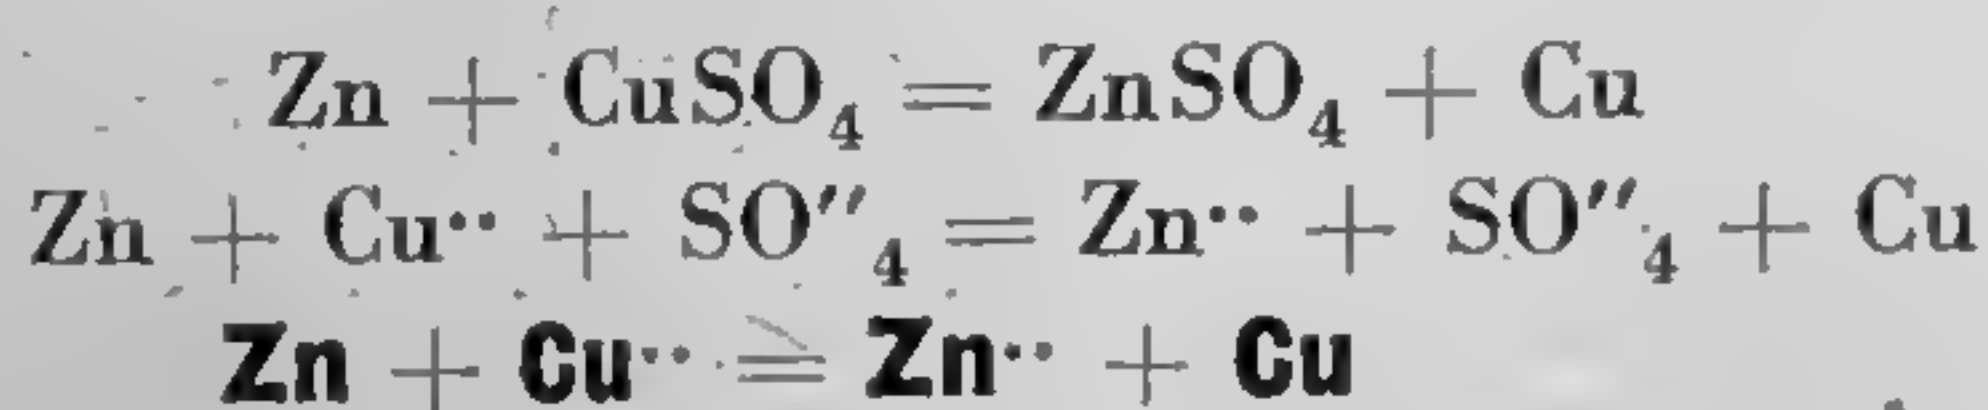 Zn + CuSO₄ = ZnSO₄ + Cu
Zn + Cu·· + SO″₄ = Zn·· + SO″₄ + Cu
Zn + Cu·· = Zn·· + Cu